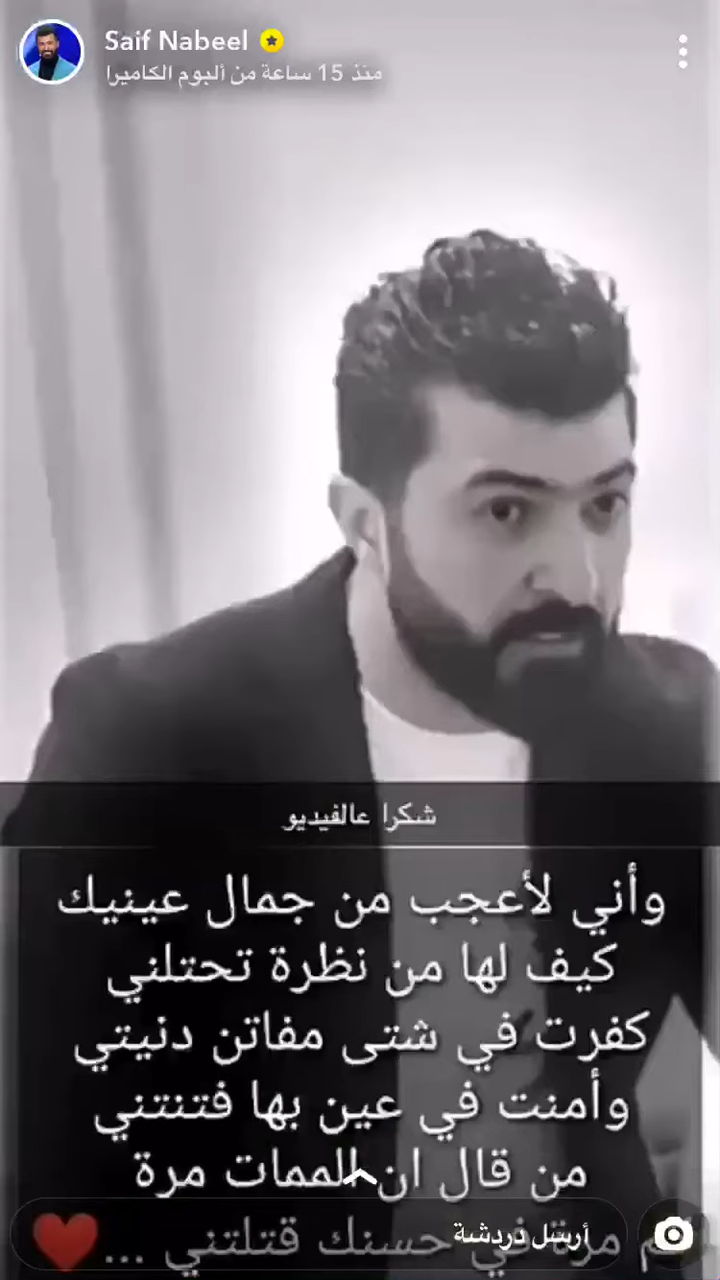 Saif Nabeel
منذ 15 ساعة من ألبوم الكاميرا
شكرا عالفيديو
وأني لأعجب من جمال عينيك
كيف لها من نظرة تحتلني
كفرت في شتى مفاتن دنيتي
وأمنت في عين بها فتنتني
من قال ان الممات مرة
مرة في حسنك قتلتني ...
أرسل دردشة